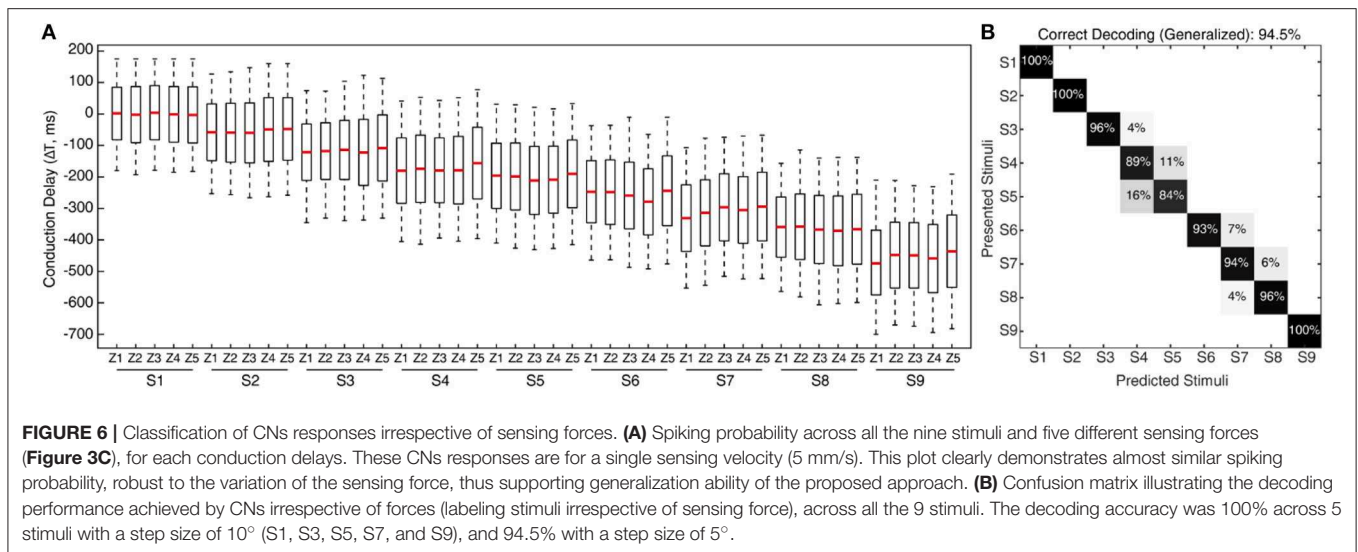 A
Conduction Delay (ΔT, ms)
200
100
0
-100
-200
-300
-400
-500
-600
-700
Z1 Z2 Z3 Z4 Z5 Z1 Z2 Z3 Z4 Z5 Z1 Z2 Z3 Z4 Z5 Z1 Z2 Z3 Z4 Z5 Z1 Z2 Z3 Z4 Z5 Z1 Z2 Z3 Z4 Z5 Z1 Z2 Z3 Z4 Z5 Z1 Z2 Z3 Z4 Z5 Z1 Z2 Z3 Z4 Z5
S1 S2 S3 S4 S5 S6 S7 S8 S9
B
Correct Decoding (Generalized): 94.5%
Presented Stimuli
S1 100%
S2 100%
S3 96% 4%
S4 89% 11%
S5 16% 84%
S6 93% 7%
S7 94% 6%
S8 4% 96%
S9 100%
S1 S2 S3 S4 S5 S6 S7 S8 S9
Predicted Stimuli
FIGURE 6 | Classification of CNs responses irrespective of sensing forces. (A) Spiking probability across all the nine stimuli and five different sensing forces
(Figure 3C), for each conduction delays. These CNs responses are for a single sensing velocity (5 mm/s). This plot clearly demonstrates almost similar spiking
probability, robust to the variation of the sensing force, thus supporting generalization ability of the proposed approach. (B) Confusion matrix illustrating the decoding
performance achieved by CNs irrespective of forces (labeling stimuli irrespective of sensing force), across all the 9 stimuli. The decoding accuracy was 100% across 5
stimuli with a step size of 10° (S1, S3, S5, S7, and S9), and 94.5% with a step size of 5°.